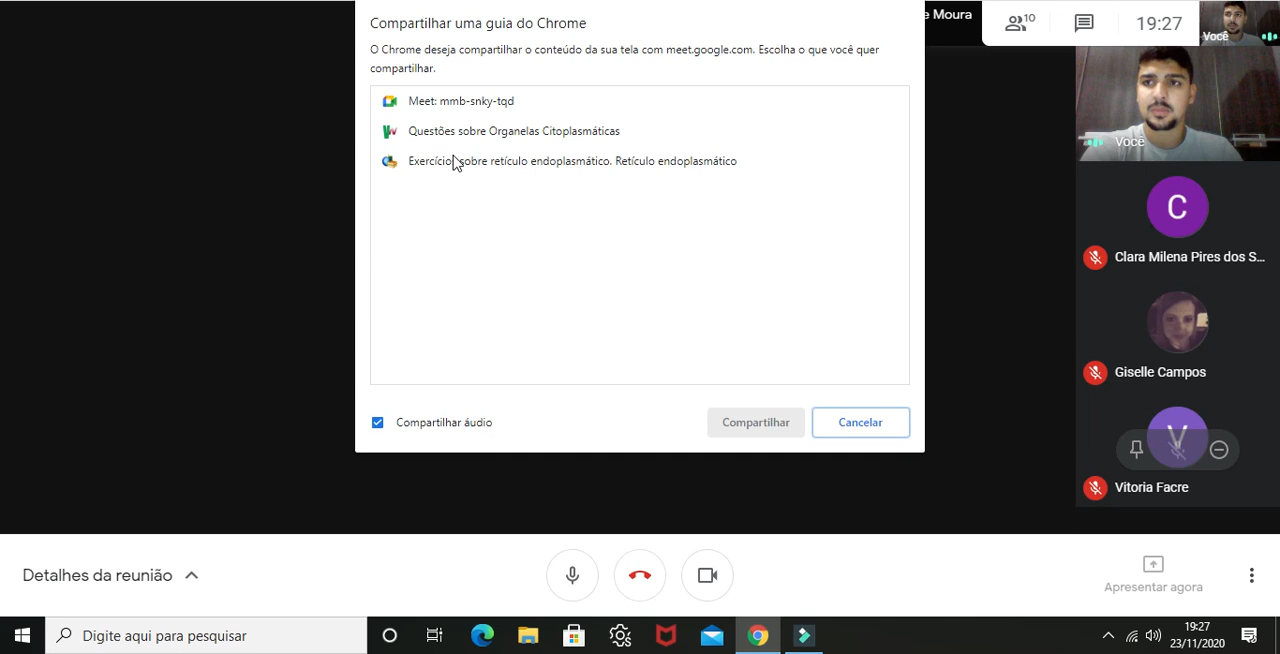 Compartilhar uma guia do Chrome
O Chrome deseja compartilhar o conteúdo da sua tela com meet.google.com. Escolha o que você quer
compartilhar.
Meet: mmb-snky-tqd
Questões sobre Organelas Citoplasmáticas
Exercícios sobre retículo endoplasmático. Retículo endoplasmático
Compartilhar áudio
Compartilhar
Cancelar
e Moura
10
19:27
Você
Você
C
Clara Milena Pires dos S...
Giselle Campos
V
Vitoria Facre
Detalhes da reunião
Apresentar agora
Digite aqui para pesquisar
19:27
23/11/2020